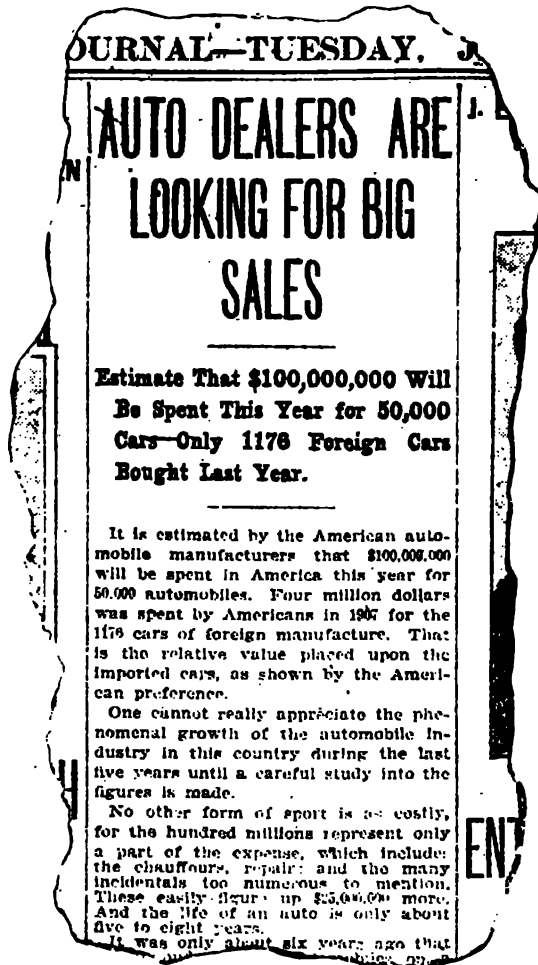 OURNAL—TUESDAY, J
J.
N
AUTO DEALERS ARE
LOOKING FOR BIG
SALES
Estimate That $100,000,000 Will
Be Spent This Year for 50,000
Cars—Only 1176 Foreign Cars
Bought Last Year.
It is estimated by the American auto-
mobile manufacturers that $100,000,000
will be spent in America this year for
50,000 automobiles. Four million dollars
was spent by Americans in 1907 for the
1176 cars of foreign manufacture. That
is the relative value placed upon the
imported cars, as shown by the Ameri-
can preference.
One cannot really appreciate the phe-
nomenal growth of the automobile in-
dustry in this country during the last
five years until a careful study into the
figures is made.
No other form of sport is as costly,
for the hundred millions represent only
a part of the expense, which includes
the chauffours, repairs and the many
incidentals too numerous to mention.
These easily figure up $25,000,000 more.
And the life of an auto is only about
five to eight years.
It was only about six years ago that
ENT